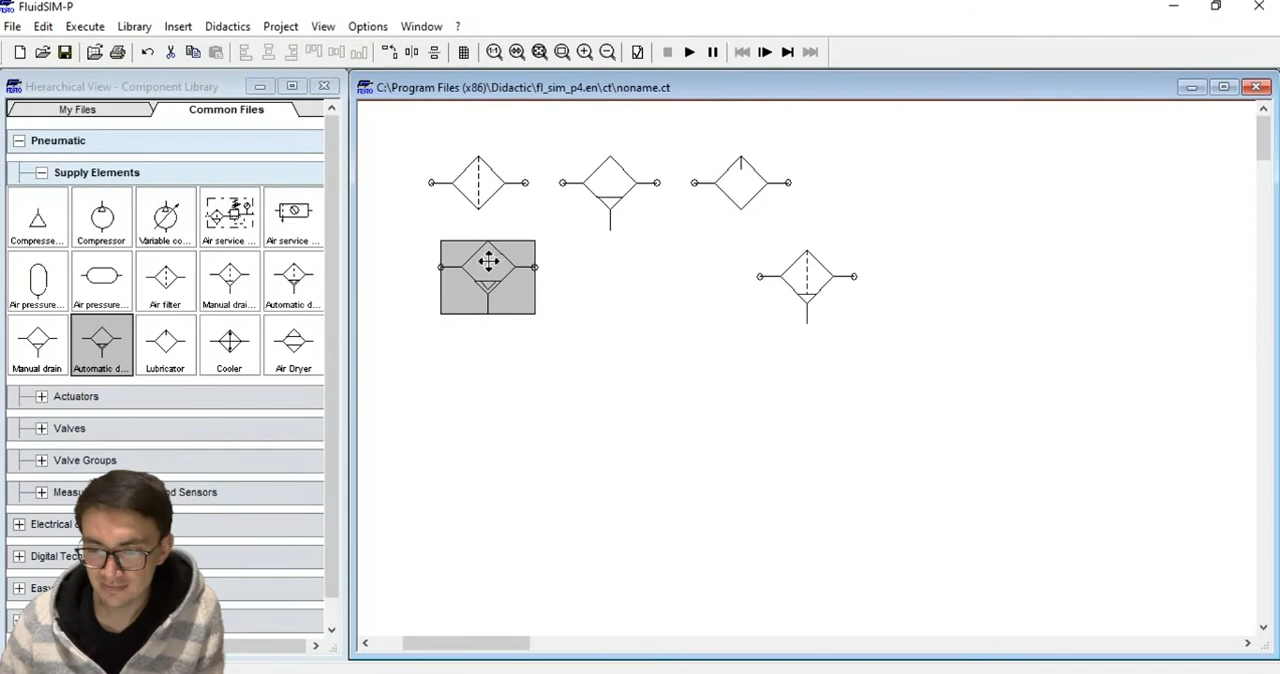 FluidSIM-P
File Edit Execute Library Insert Didactics Project View Options Window ?
Hierarchical View - Component Library
My Files Common Files
Pneumatic
Supply Elements
Compresse... Compressor Variable co... Air service ... Air service ...
Air pressure... Air pressure... Air filter Manual drai... Automatic d...
Manual drain Automatic d... Lubricator Cooler Air Dryer
Actuators
Valves
Valve Groups
Meas nd Sensors
Electrical
Digital Tec
Eas
C:\Program Files (x86)\Didactic\fl_sim_p4.en\ct\noname.ct